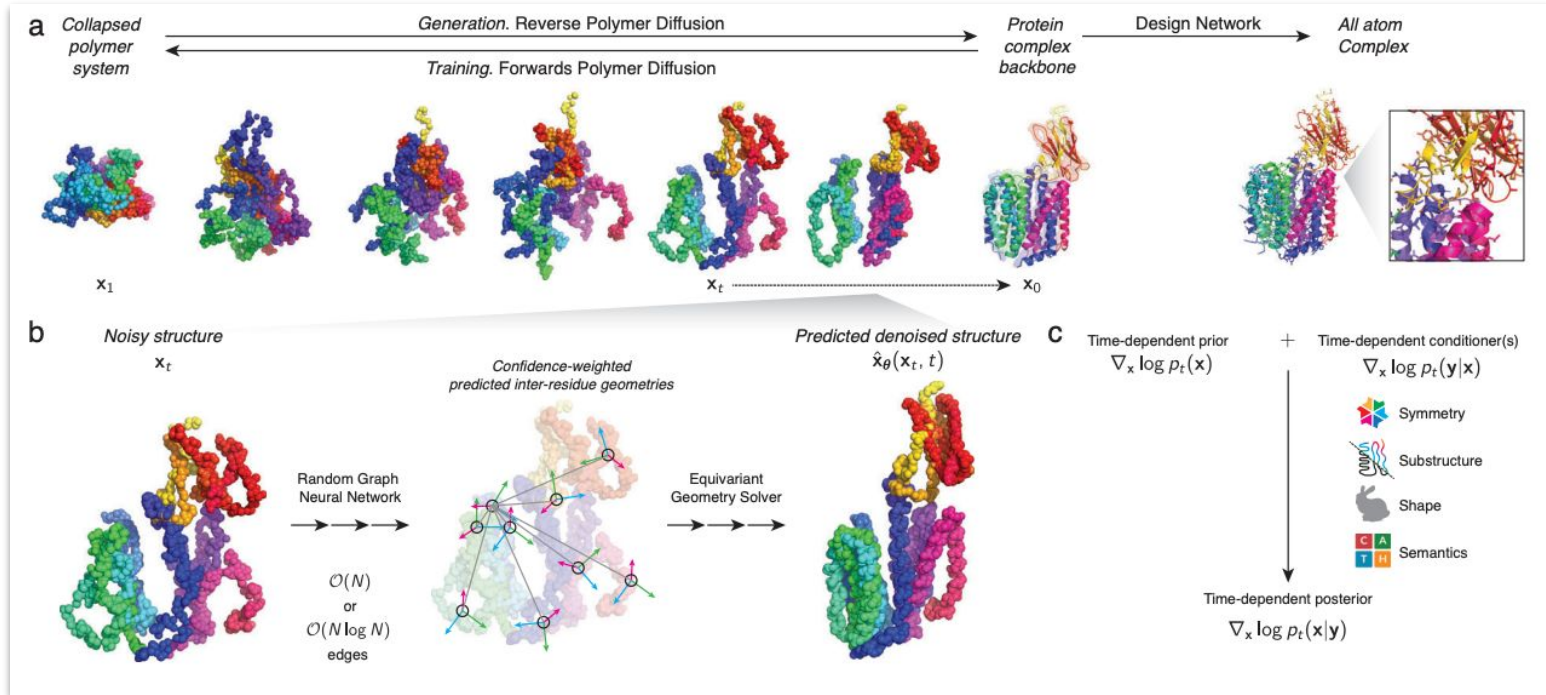 a
Collapsed
polymer
system
Generation. Reverse Polymer Diffusion
Training. Forwards Polymer Diffusion
Protein
complex
backbone
Design Network
All atom
Complex
x₁
xₜ
x₀
b
Noisy structure
xₜ
Random Graph
Neural Network
O(N)
or
O(N log N)
edges
Confidence-weighted
predicted inter-residue geometries
Equivariant
Geometry Solver
Predicted denoised structure
x̂_θ(xₜ, t)
c
Time-dependent prior
∇ₓ log pₜ(x)
+
Time-dependent conditioner(s)
∇ₓ log pₜ(y|x)
Symmetry
Substructure
Shape
C A
T H
Semantics
Time-dependent posterior
∇ₓ log pₜ(x|y)